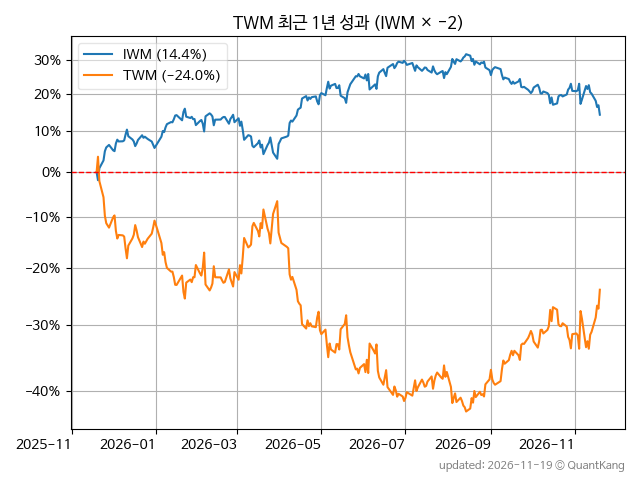 TWM 최근 1년 성과 (IWM × −2)
IWM (14.4%)
TWM (−24.0%)
30%
20%
10%
0%
−10%
−20%
−30%
−40%
2025-11 2026-01 2026-03 2026-05 2026-07 2026-09 2026-11
updated: 2026-11-19 © QuantKang